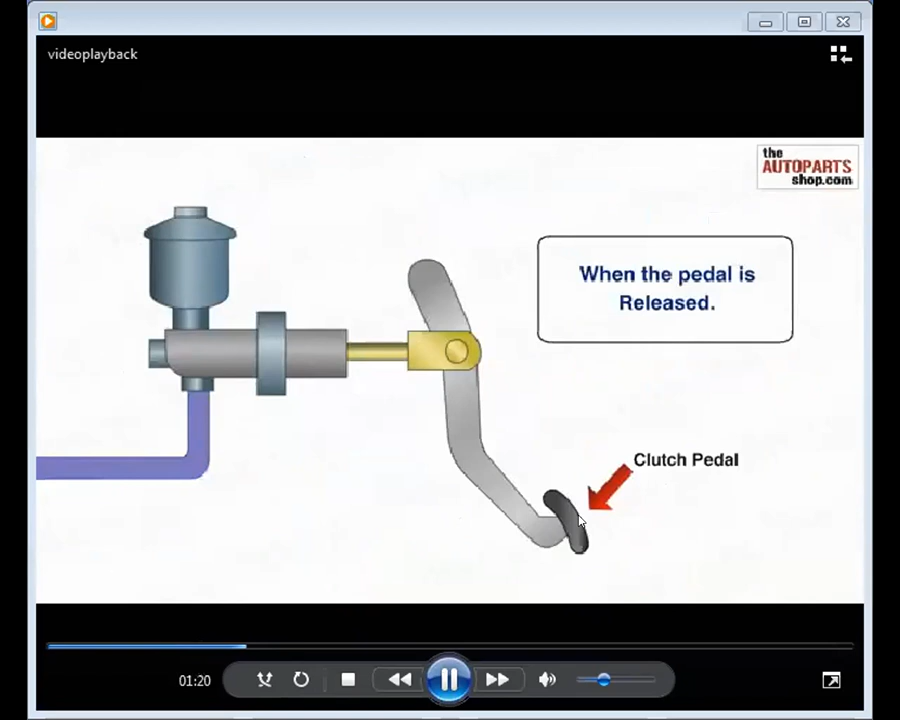 videoplayback
the
AUTOPARTS
shop.com
When the pedal is
Released.
Clutch Pedal
01:20